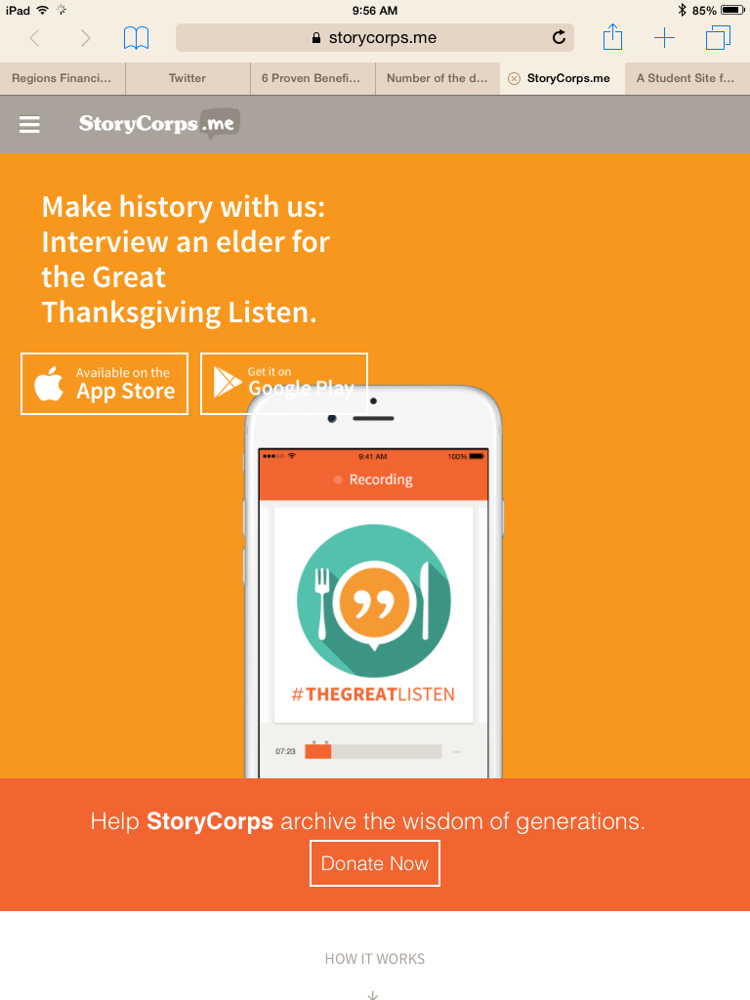 iPad 9:56 AM 85%
storycorps.me
Regions Financi... Twitter 6 Proven Benefi... Number of the d... StoryCorps.me A Student Site f...
StoryCorps.me
Make history with us:
Interview an elder for
the Great
Thanksgiving Listen.
Available on the
App Store
Get it on
Google Play
9:41 AM 100%
Recording
#THEGREATLISTEN
07:23
Help StoryCorps archive the wisdom of generations.
Donate Now
HOW IT WORKS